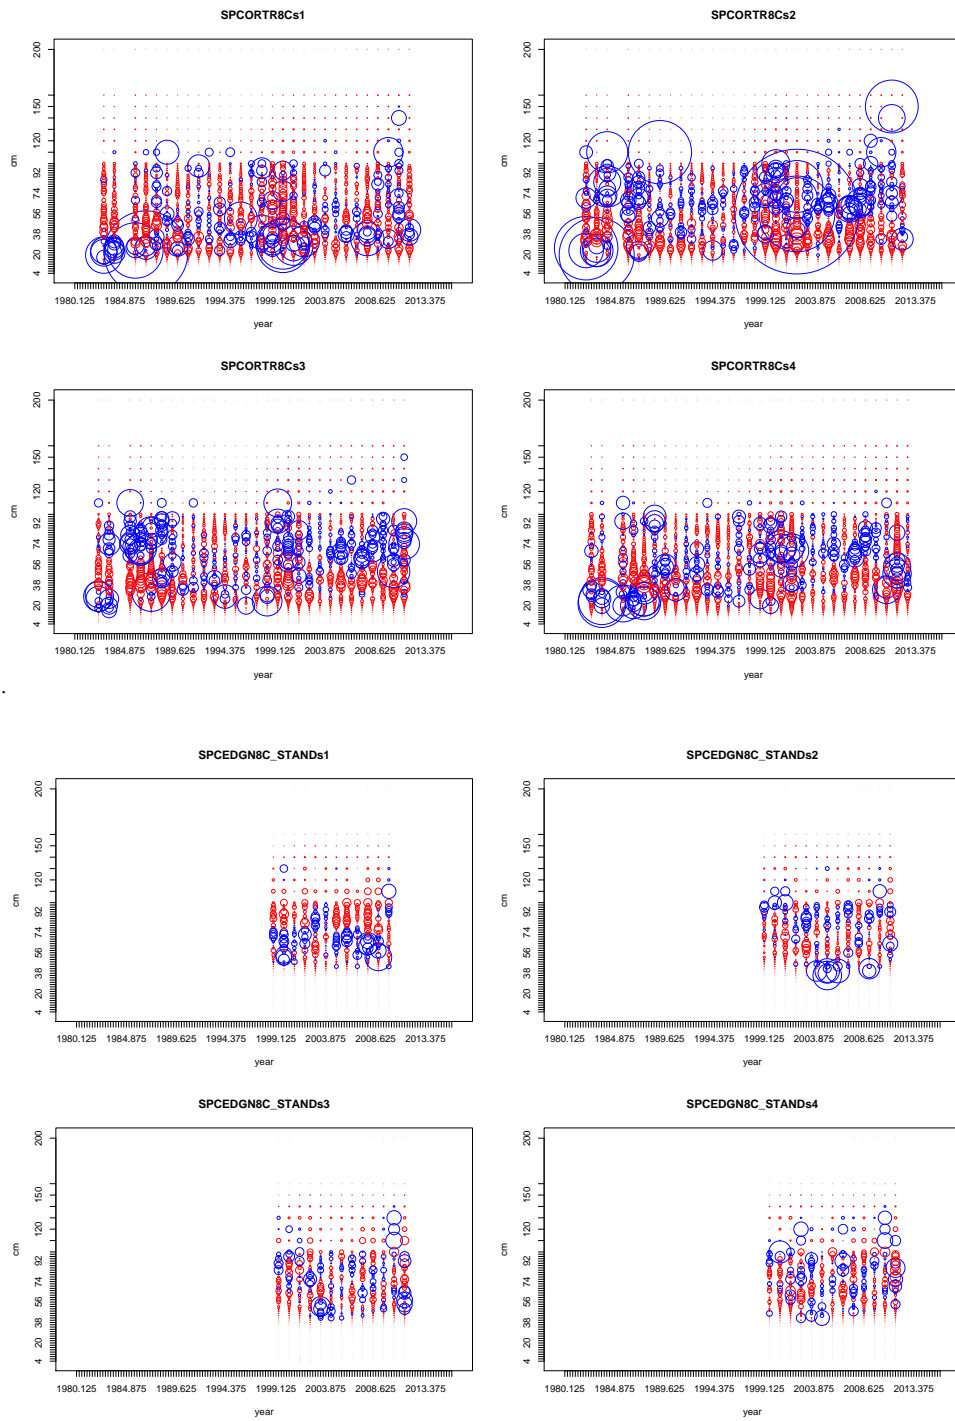 SPCORTR8Cs1
SPCORTR8Cs2
cm
200
150
120
92
74
56
38
20
4
1980.125 1984.875 1989.625 1994.375 1999.125 2003.875 2008.625 2013.375
year
cm
200
150
120
92
74
56
38
20
4
1980.125 1984.875 1989.625 1994.375 1999.125 2003.875 2008.625 2013.375
year
SPCORTR8Cs3
SPCORTR8Cs4
cm
200
150
120
92
74
56
38
20
4
1980.125 1984.875 1989.625 1994.375 1999.125 2003.875 2008.625 2013.375
year
cm
200
150
120
92
74
56
38
20
4
1980.125 1984.875 1989.625 1994.375 1999.125 2003.875 2008.625 2013.375
year
.
SPCEDGN8C_STANDs1
SPCEDGN8C_STANDs2
cm
200
150
120
92
74
56
38
20
4
1980.125 1984.875 1989.625 1994.375 1999.125 2003.875 2008.625 2013.375
year
cm
200
150
120
92
74
56
38
20
4
1980.125 1984.875 1989.625 1994.375 1999.125 2003.875 2008.625 2013.375
year
SPCEDGN8C_STANDs3
SPCEDGN8C_STANDs4
cm
200
150
120
92
74
56
38
20
4
1980.125 1984.875 1989.625 1994.375 1999.125 2003.875 2008.625 2013.375
year
cm
200
150
120
92
74
56
38
20
4
1980.125 1984.875 1989.625 1994.375 1999.125 2003.875 2008.625 2013.375
year